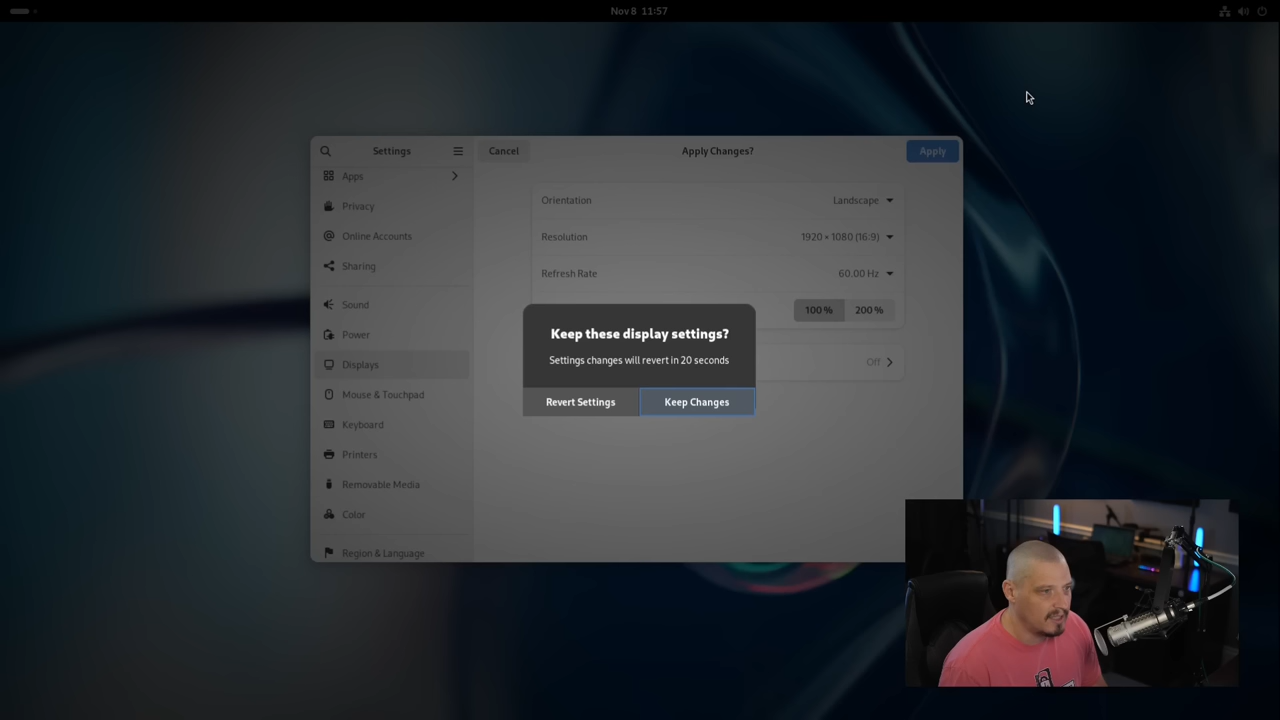 Nov 8 11:57
Settings
Cancel
Apply Changes?
Apply
Apps
Privacy
Online Accounts
Sharing
Sound
Power
Displays
Mouse & Touchpad
Keyboard
Printers
Removable Media
Color
Region & Language
Orientation
Landscape
Resolution
1920 × 1080 (16:9)
Refresh Rate
60.00 Hz
100 %
200 %
Off
Keep these display settings?
Settings changes will revert in 20 seconds
Revert Settings
Keep Changes